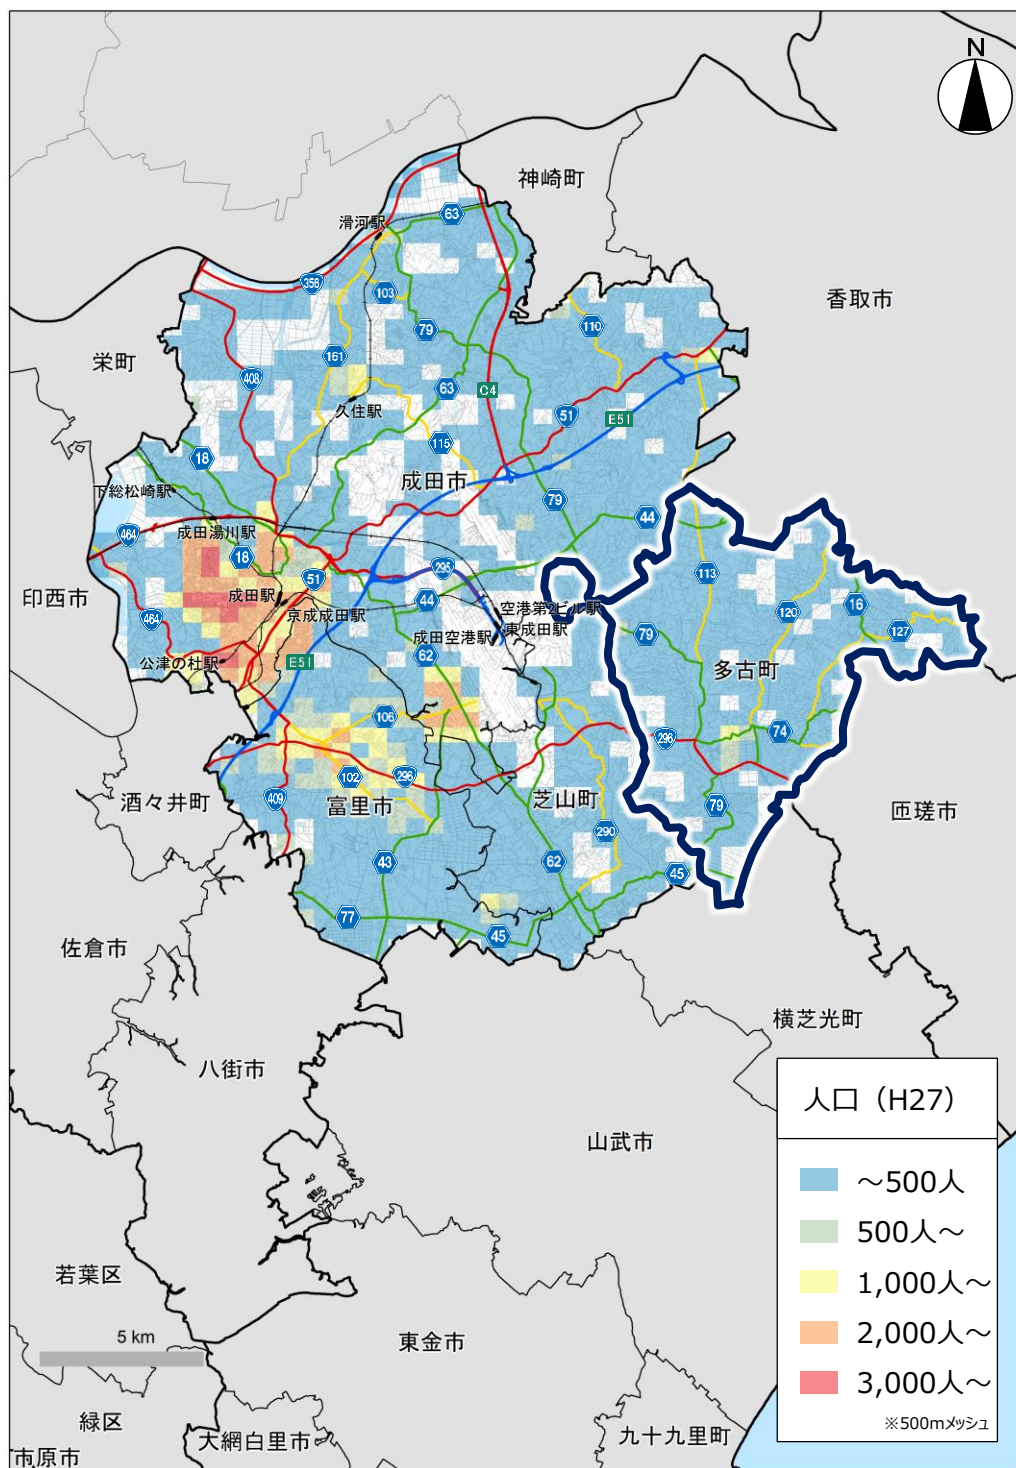 N
神崎町
滑河駅
63
356
103
香取市
79
110
161
栄町
408
63
C4
久住駅
51
E51
115
18
成田市
下総松崎駅
79
44
464
成田湯川駅
18
295
113
51
印西市
成田駅
44
空港第2ビル駅
120
16
464
京成成田駅
成田空港駅
東成田駅
79
127
公津の杜駅
E51
62
多古町
106
296
74
102
296
酒々井町
409
富里市
芝山町
79
匝瑳市
290
43
62
45
77
45
佐倉市
横芝光町
八街市
人口（H27）
山武市
～500人
500人～
若葉区
1,000人～
5 km
東金市
2,000人～
3,000人～
緑区
大網白里市
九十九里町
※500mメッシュ
市原市